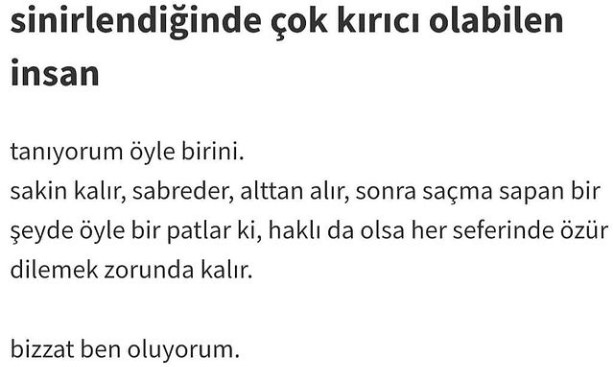 sinirlendiğinde çok kırıcı olabilen
insan
tanıyorum öyle birini.
sakin kalır, sabreder, alttan alır, sonra saçma sapan bir
şeyde öyle bir patlar ki, haklı da olsa her seferinde özür
dilemek zorunda kalır.
bizzat ben oluyorum.